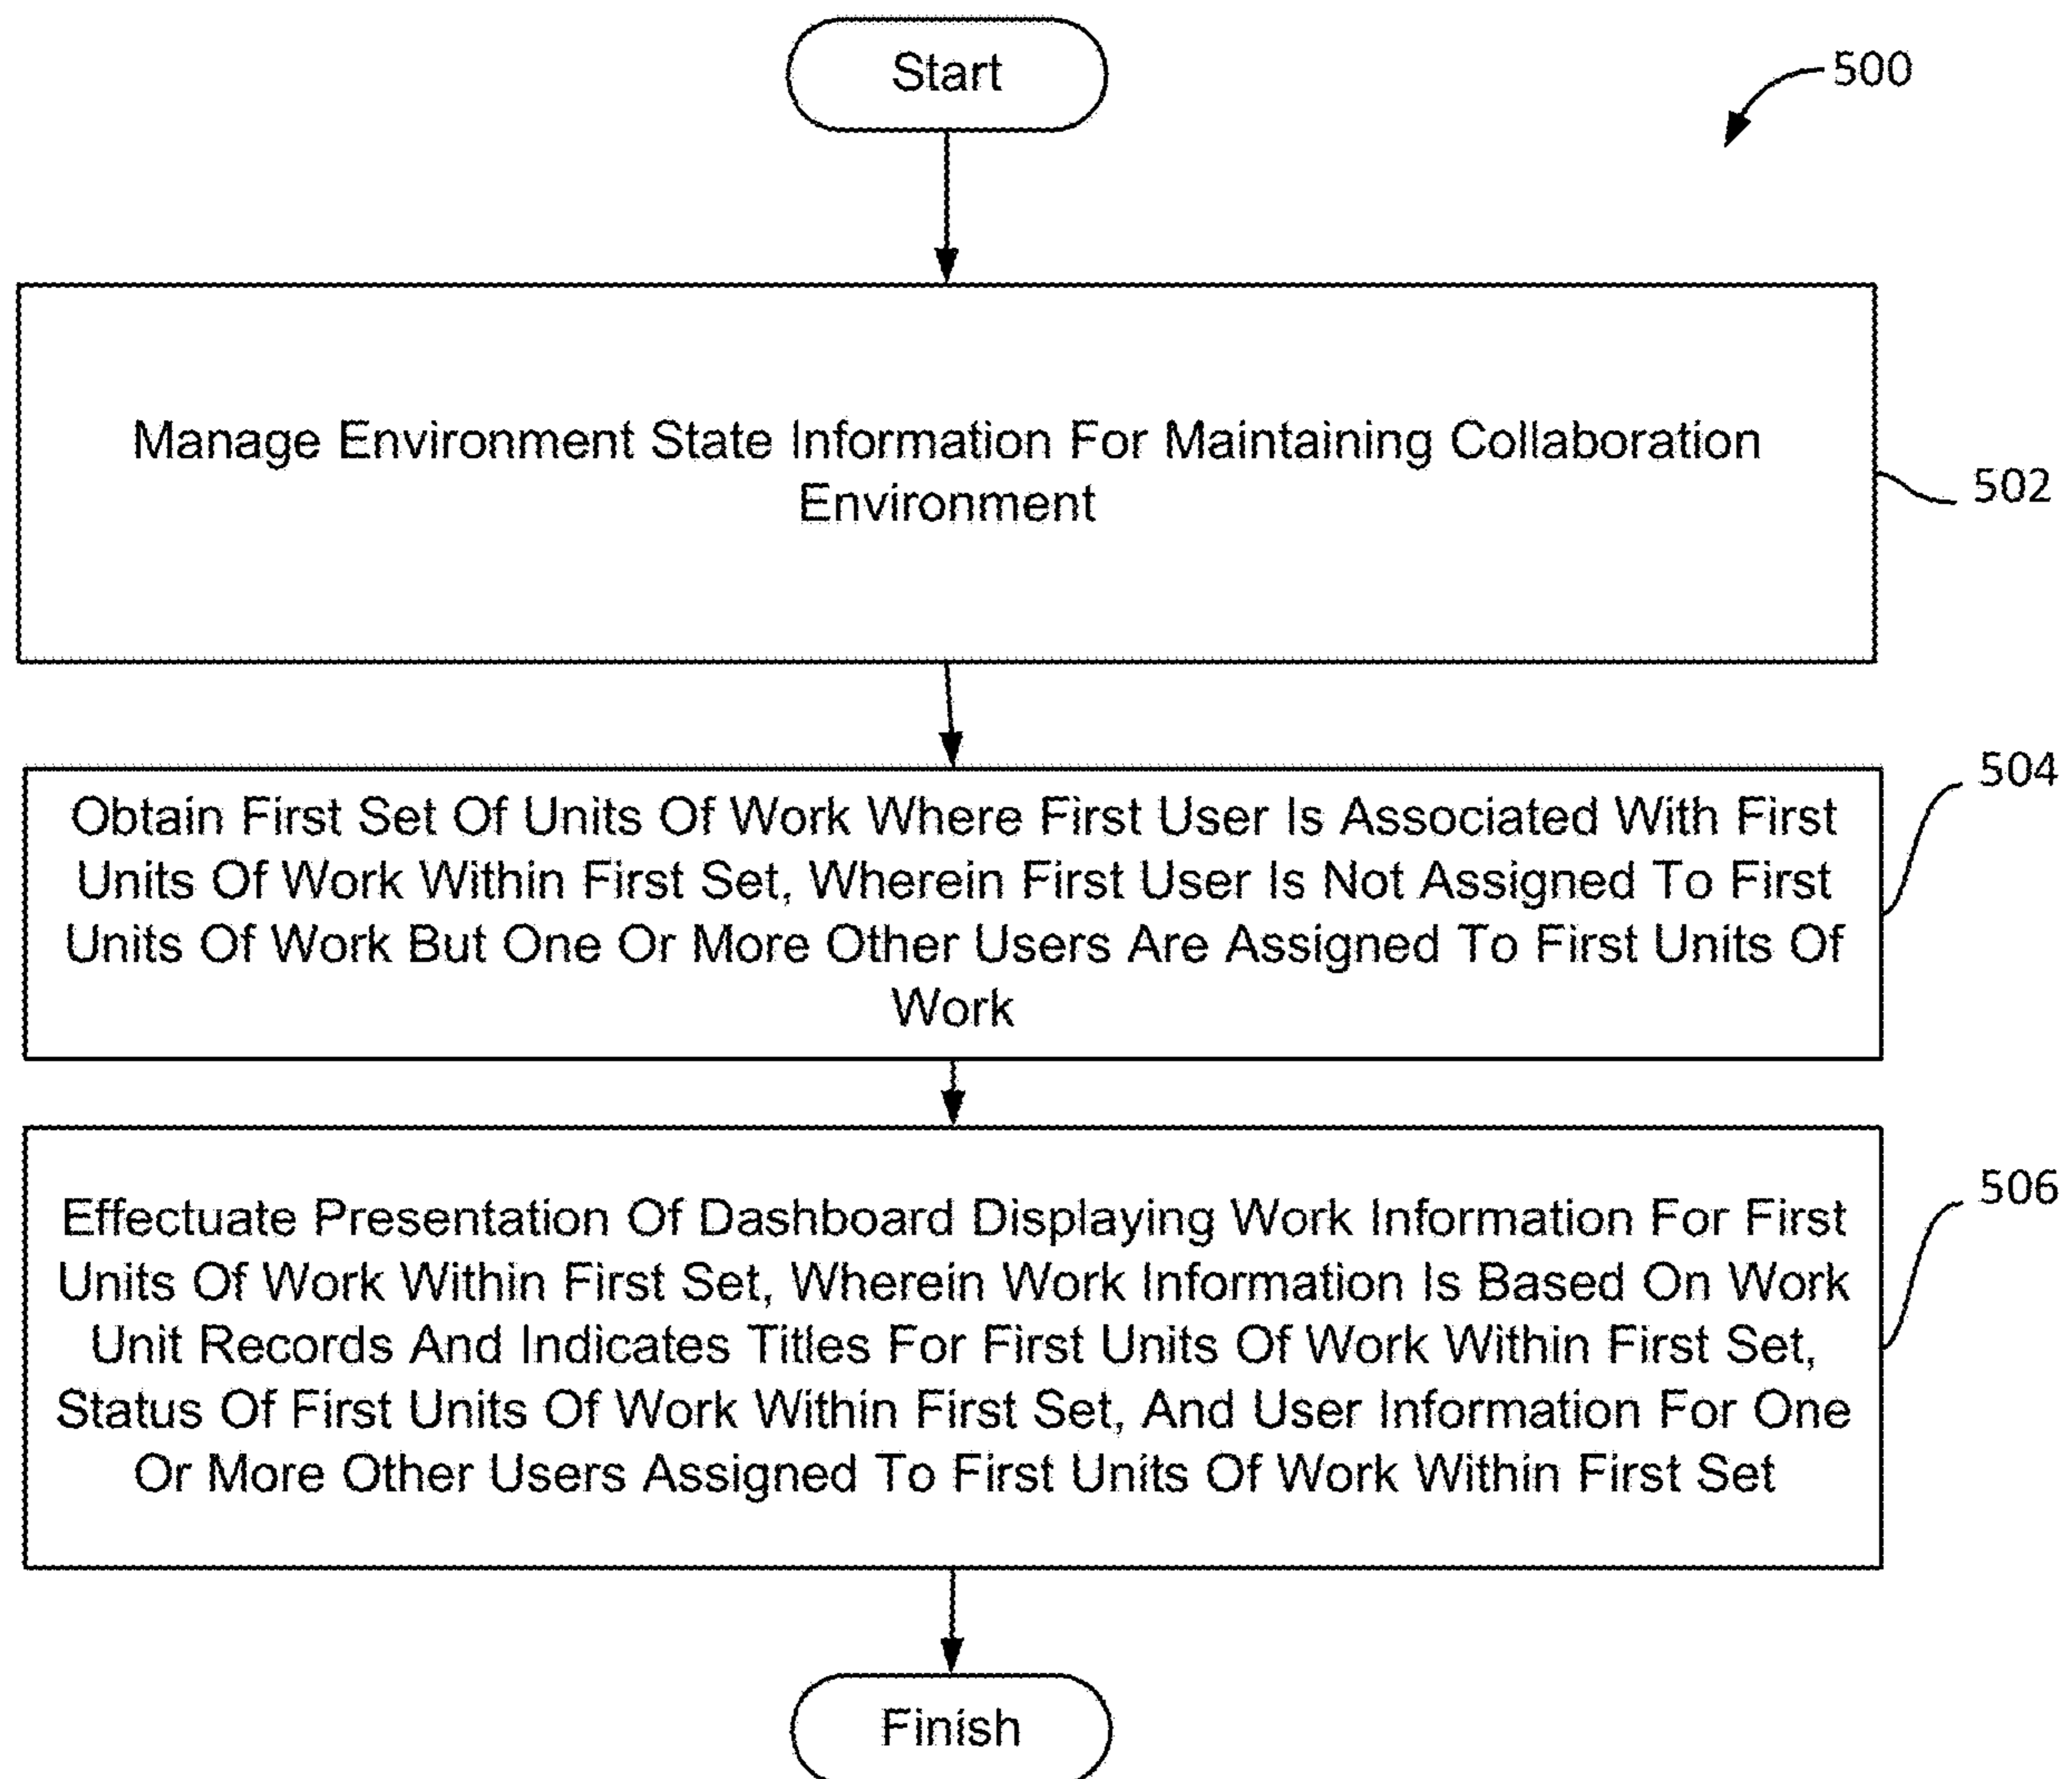 Start
500
Manage Environment State Information For Maintaining Collaboration
Environment
502
Obtain First Set Of Units Of Work Where First User Is Associated With First
Units Of Work Within First Set, Wherein First User Is Not Assigned To First
Units Of Work But One Or More Other Users Are Assigned To First Units Of
Work
504
Effectuate Presentation Of Dashboard Displaying Work Information For First
Units Of Work Within First Set, Wherein Work Information Is Based On Work
Unit Records And Indicates Titles For First Units Of Work Within First Set,
Status Of First Units Of Work Within First Set, And User Information For One
Or More Other Users Assigned To First Units Of Work Within First Set
506
Finish